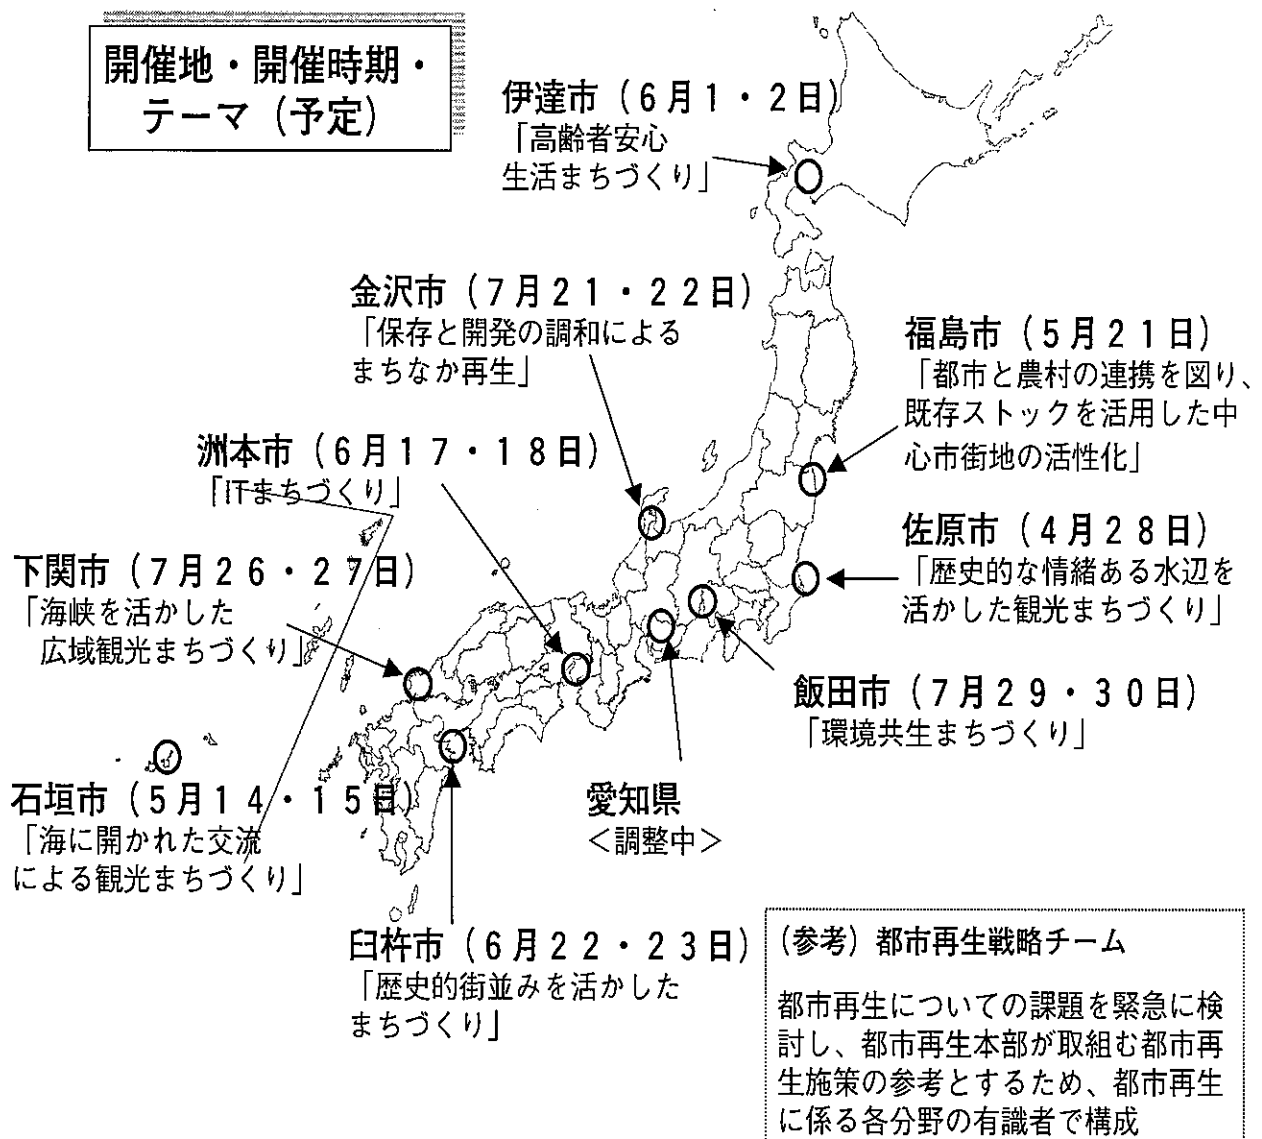 開催地・開催時期・
テーマ(予定)
伊達市(6月1・2日)
「高齢者安心
生活まちづくり」
金沢市(7月21・22日)
「保存と開発の調和による
まちなか再生」
福島市(5月21日)
「都市と農村の連携を図り、
既存ストックを活用した中
心市街地の活性化」
洲本市(6月17・18日)
「ITまちづくり」
佐原市(4月28日)
「歴史的な情緒ある水辺を
活かした観光まちづくり」
下関市(7月26・27日)
「海峡を活かした
広域観光まちづくり」
飯田市(7月29・30日)
「環境共生まちづくり」
石垣市(5月14・15日)
「海に開かれた交流
による観光まちづくり」
愛知県
<調整中>
臼杵市(6月22・23日)
「歴史的街並みを活かした
まちづくり」
(参考)都市再生戦略チーム
都市再生についての課題を緊急に検
討し、都市再生本部が取組む都市再
生施策の参考とするため、都市再生
に係る各分野の有識者で構成